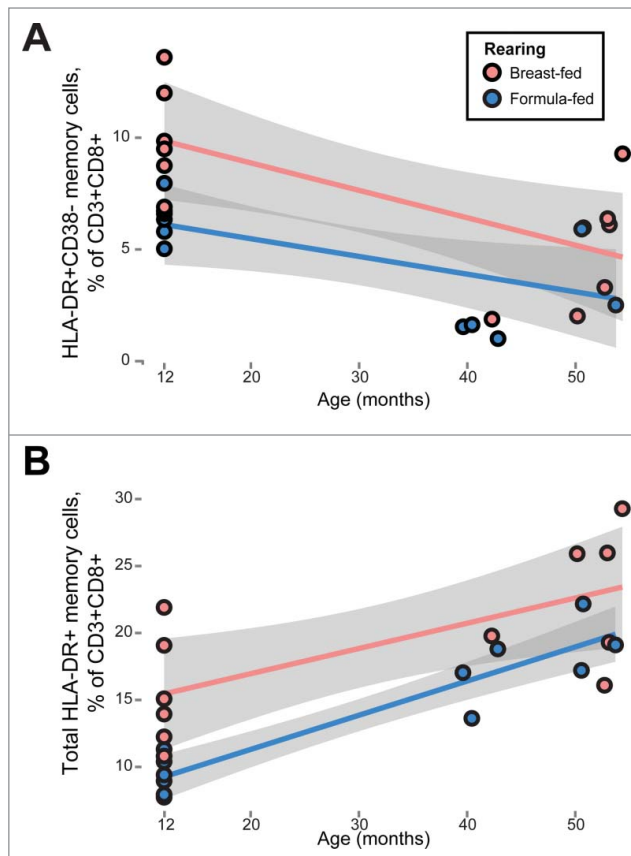 A
Rearing
Breast-fed
Formula-fed
HLA-DR+CD38- memory cells,
% of CD3+CD8+
10
5
0
12 20 30 40 50
Age (months)
B
Total HLA-DR+ memory cells,
% of CD3+CD8+
30
25
20
15
10
12 20 30 40 50
Age (months)